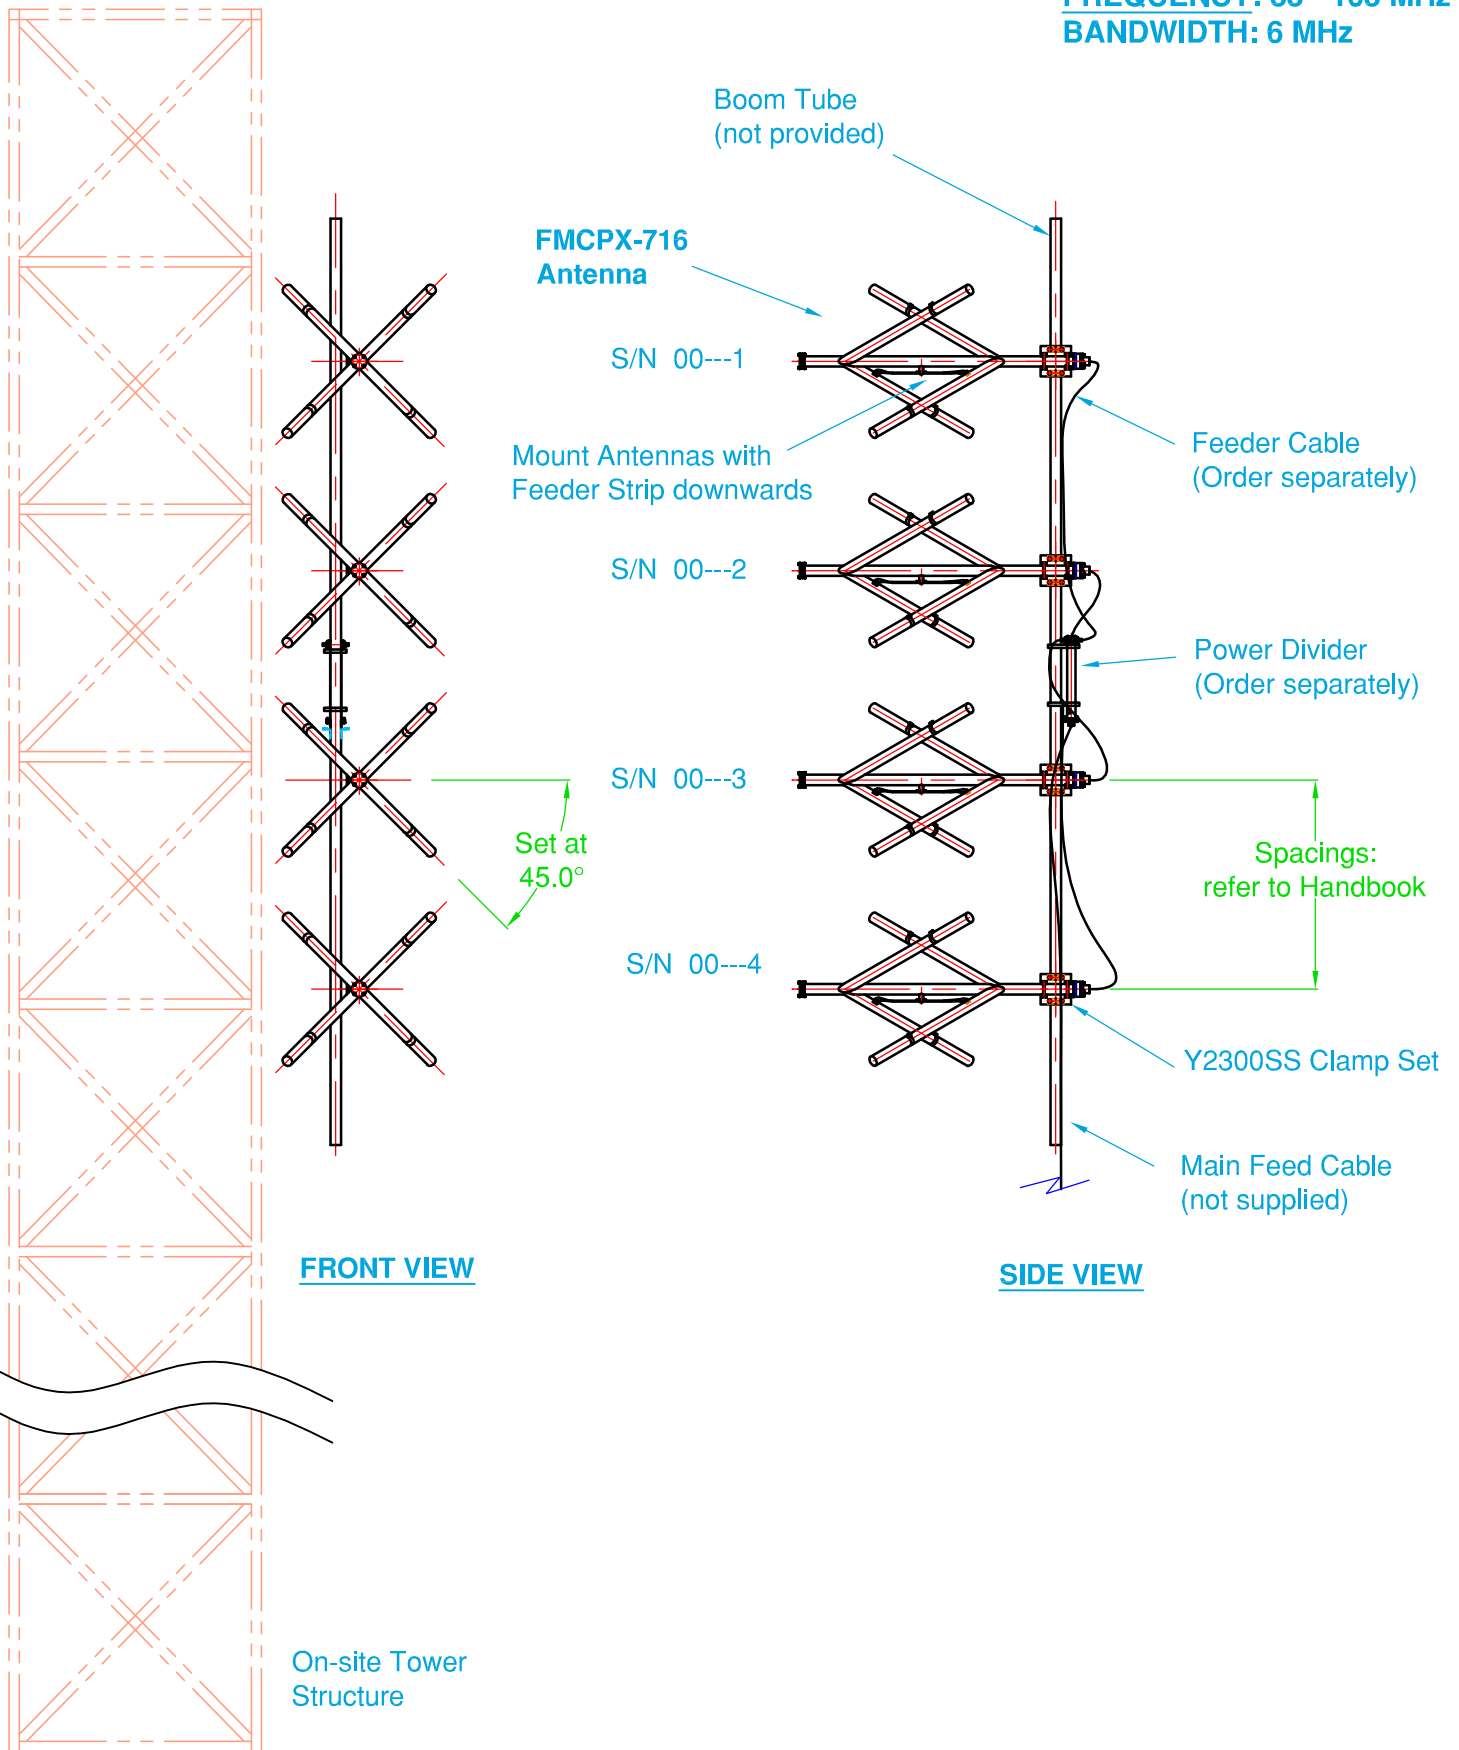 BANDWIDTH: 6 MHz
Boom Tube
(not provided)
FMCPX-716
Antenna
S/N 00---1
Mount Antennas with
Feeder Strip downwards
Feeder Cable
(Order separately)
S/N 00---2
Power Divider
(Order separately)
S/N 00---3
Set at
45.0°
Spacings:
refer to Handbook
S/N 00---4
Y2300SS Clamp Set
Main Feed Cable
(not supplied)
FRONT VIEW
SIDE VIEW
On-site Tower
Structure